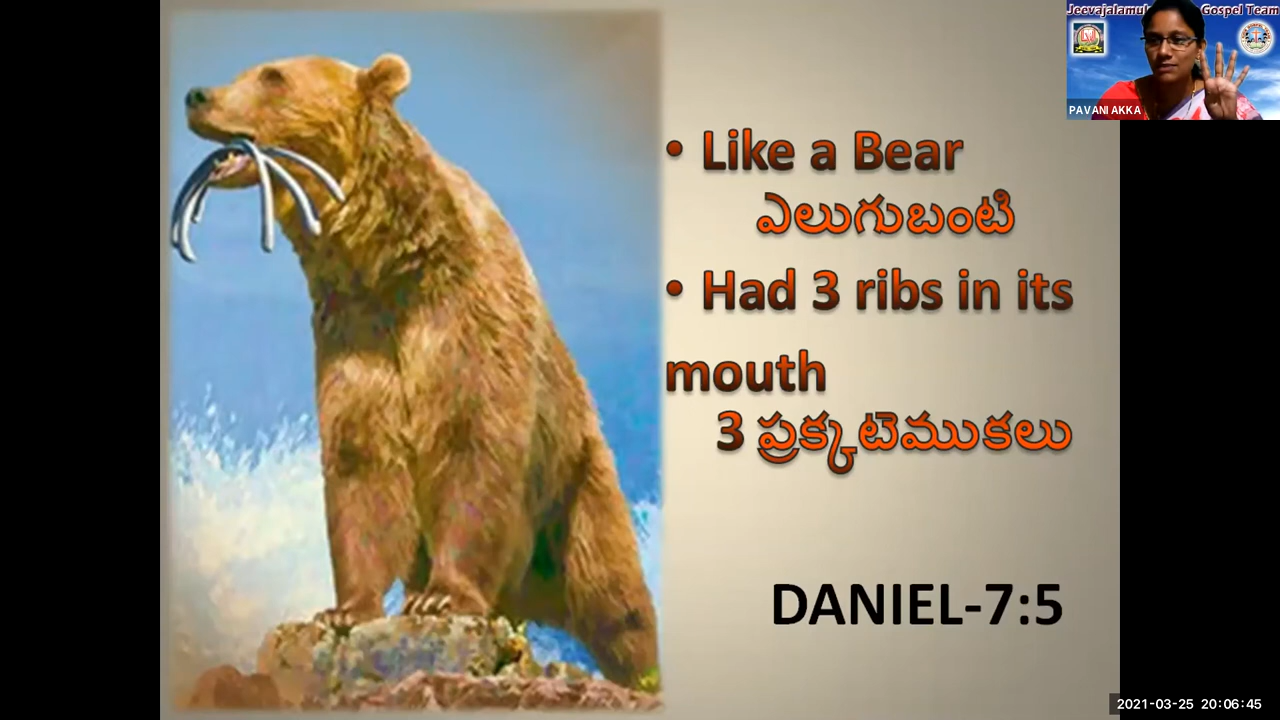 Jeevajalamul Gospel Team
PAVANI AKKA
• Like a Bear
ఎలుగుబంటి
• Had 3 ribs in its
mouth
3 ప్రక్కటెముకలు
DANIEL-7:5
2021-03-25 20:06:45